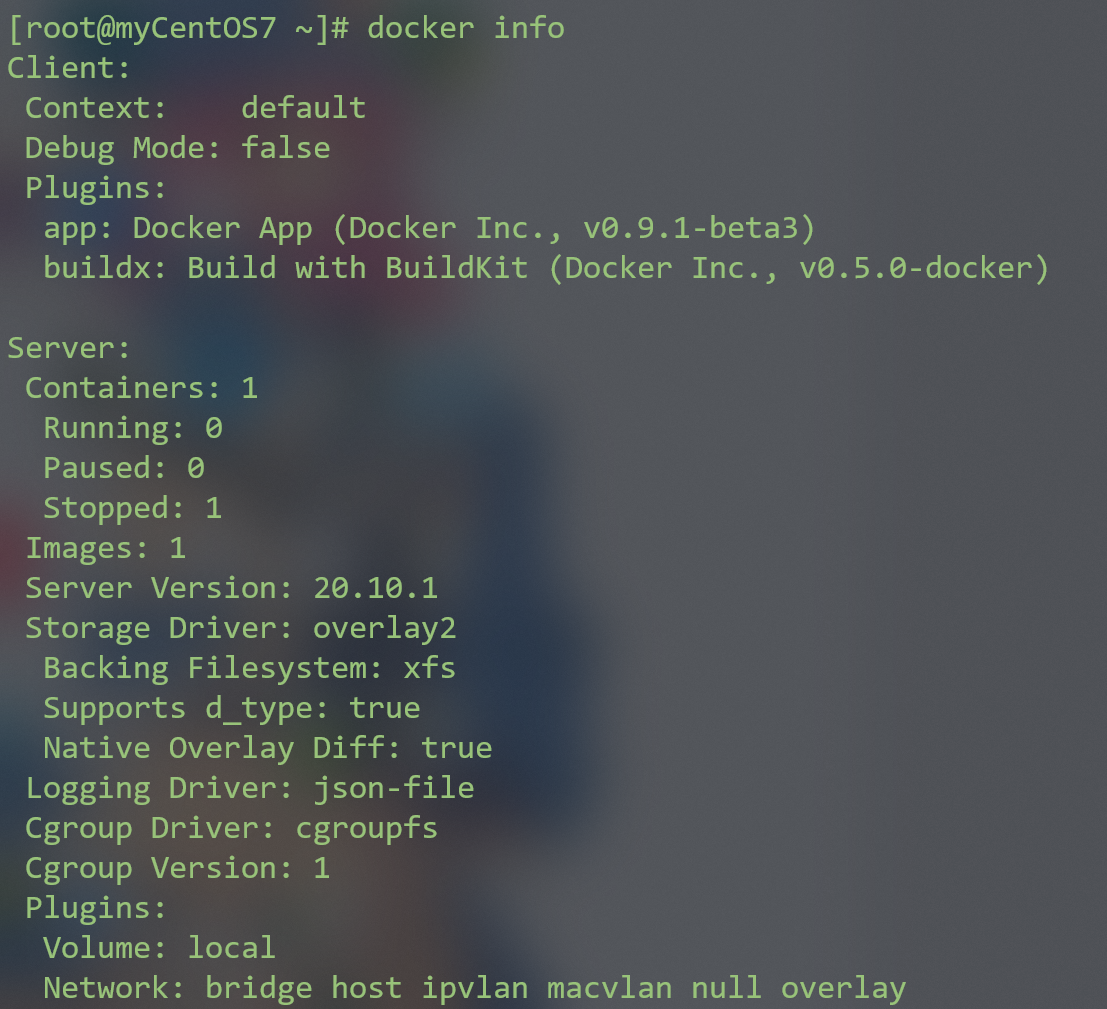 [root@myCentOS7 ~]# docker info
Client:
 Context:    default
 Debug Mode: false
 Plugins:
  app: Docker App (Docker Inc., v0.9.1-beta3)
  buildx: Build with BuildKit (Docker Inc., v0.5.0-docker)

Server:
 Containers: 1
  Running: 0
  Paused: 0
  Stopped: 1
 Images: 1
 Server Version: 20.10.1
 Storage Driver: overlay2
  Backing Filesystem: xfs
  Supports d_type: true
  Native Overlay Diff: true
 Logging Driver: json-file
 Cgroup Driver: cgroupfs
 Cgroup Version: 1
 Plugins:
  Volume: local
  Network: bridge host ipvlan macvlan null overlay